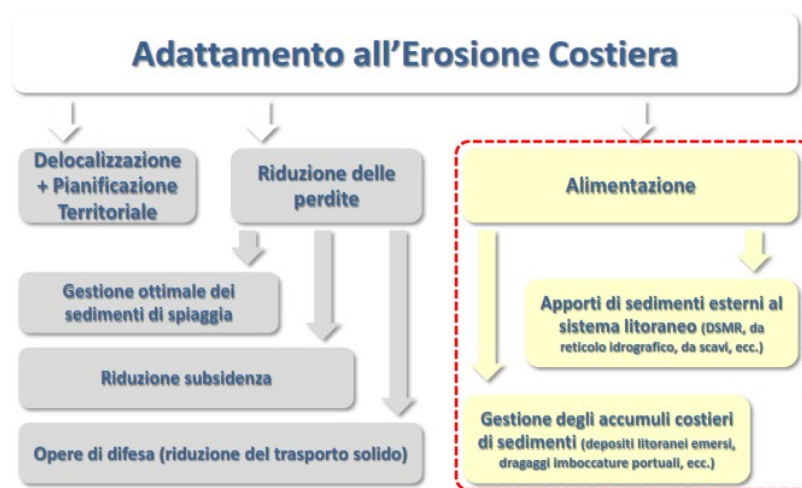 Adattamento all’Erosione Costiera
Delocalizzazione
+ Pianificazione
Territoriale
Riduzione delle
perdite
Alimentazione
Gestione ottimale dei
sedimenti di spiaggia
Apporti di sedimenti esterni al
sistema litoraneo (DSMR, da
reticolo idrografico, da scavi, ecc.)
Riduzione subsidenza
Gestione degli accumuli costieri
di sedimenti (depositi litoranei emersi,
dragaggi imboccature portuali, ecc.)
Opere di difesa (riduzione del trasporto solido)